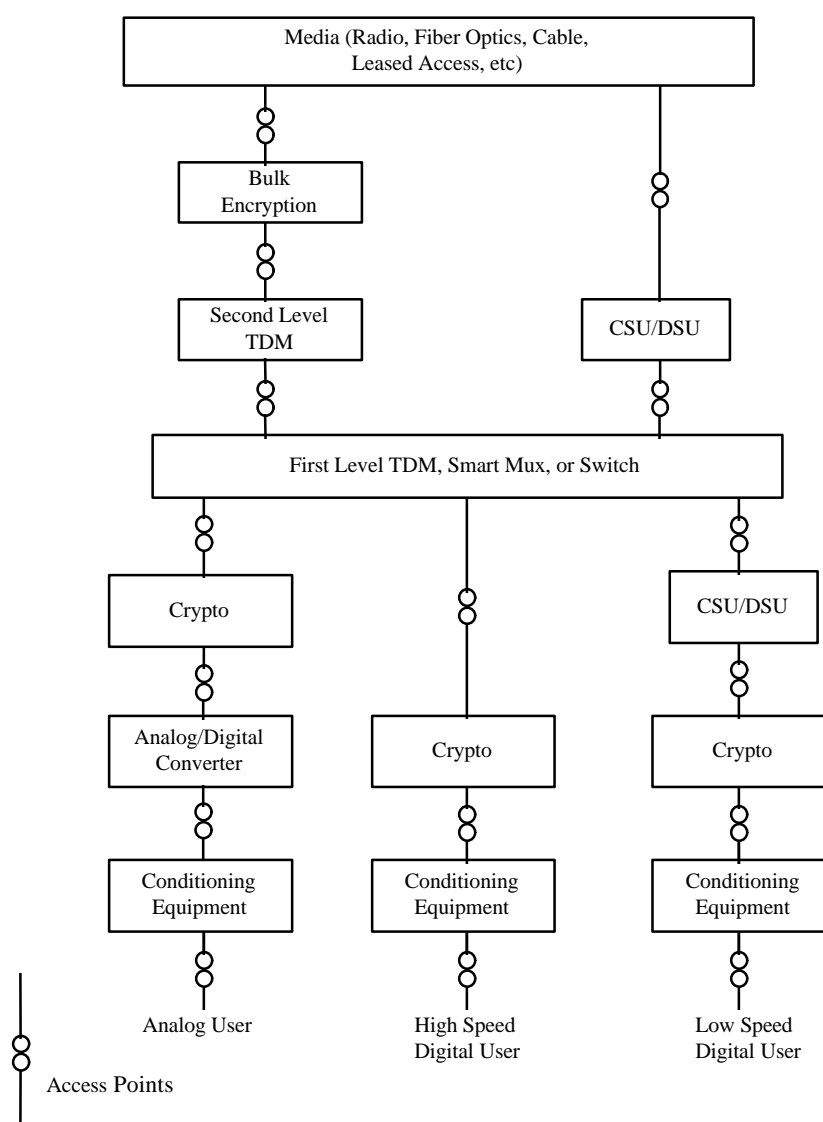 Media (Radio, Fiber Optics, Cable,
Leased Access, etc)
Bulk
Encryption
Second Level
TDM
CSU/DSU
First Level TDM, Smart Mux, or Switch
Crypto
CSU/DSU
Analog/Digital
Converter
Crypto
Crypto
Conditioning
Equipment
Conditioning
Equipment
Conditioning
Equipment
Analog User
High Speed
Digital User
Low Speed
Digital User
Access Points